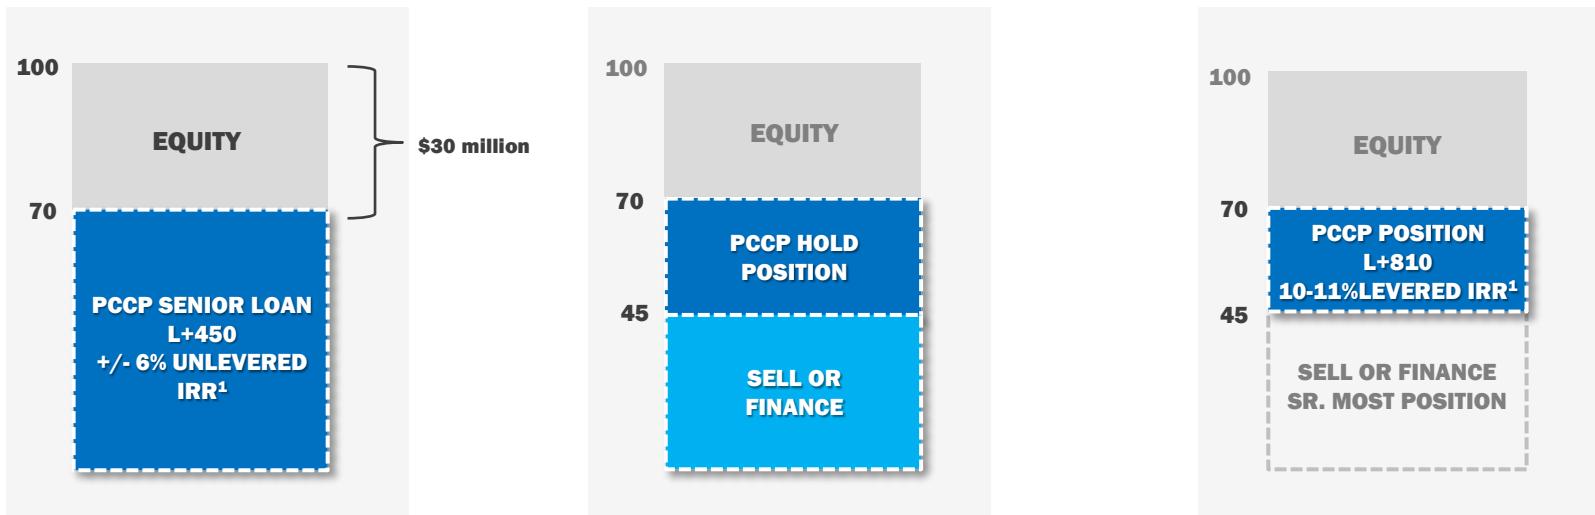 100
EQUITY
$30 million
70
PCCP SENIOR LOAN
L+450
+/- 6% UNLEVERED
IRR¹
100
EQUITY
70
PCCP HOLD
POSITION
45
SELL OR
FINANCE
100
EQUITY
70
PCCP POSITION
L+810
10-11%LEVERED IRR¹
45
SELL OR FINANCE
SR. MOST POSITION